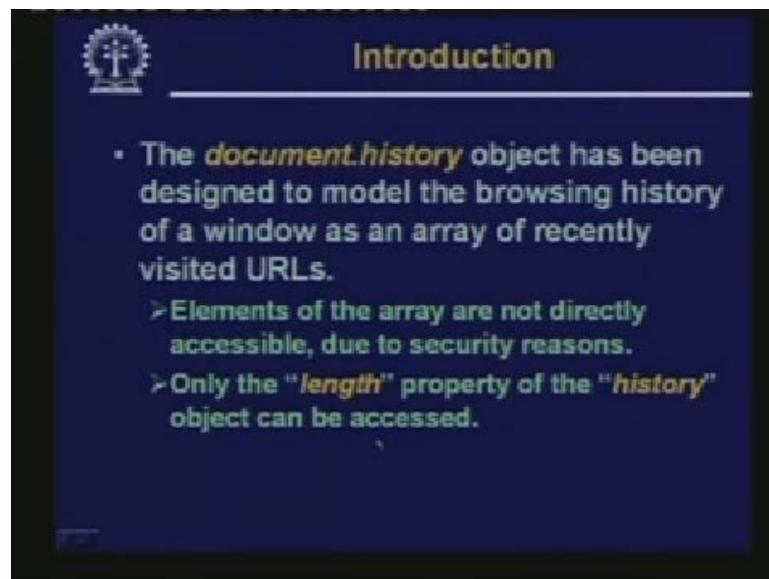 Introduction
▪ The document.history object has been
designed to model the browsing history
of a window as an array of recently
visited URLs.
➢Elements of the array are not directly
accessible, due to security reasons.
➢Only the "length" property of the "history"
object can be accessed.